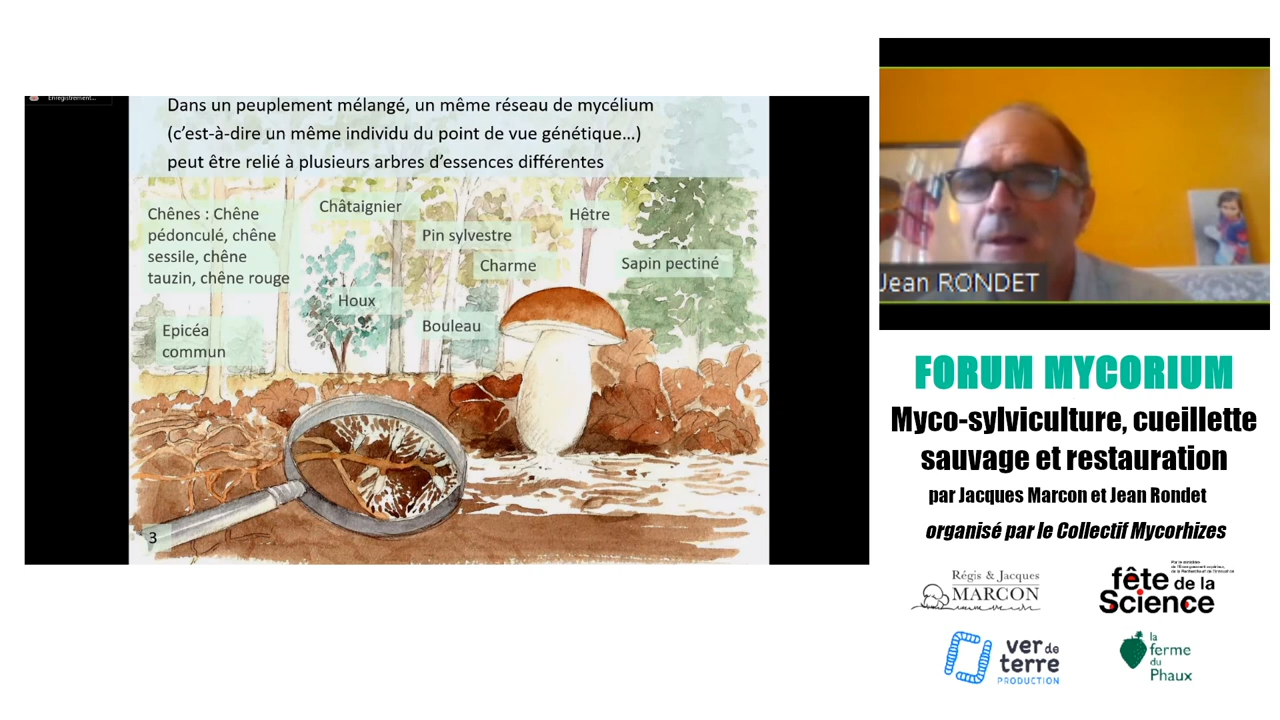 Enregistrement...
Dans un peuplement mélangé, un même réseau de mycélium
(c’est-à-dire un même individu du point de vue génétique...)
peut être relié à plusieurs arbres d’essences différentes
Chênes : Chêne
pédonculé, chêne
sessile, chêne
tauzin, chêne rouge
Châtaignier
Pin sylvestre
Hêtre
Charme
Sapin pectiné
Houx
Bouleau
Epicéa
commun
3
Jean RONDET
FORUM MYCORIUM
Myco-sylviculture, cueillette
sauvage et restauration
par Jacques Marcon et Jean Rondet
organisé par le Collectif Mycorhizes
Régis & Jacques
MARCON
fête de la
Science
ver de
terre
PRODUCTION
la
ferme
du
Phaux